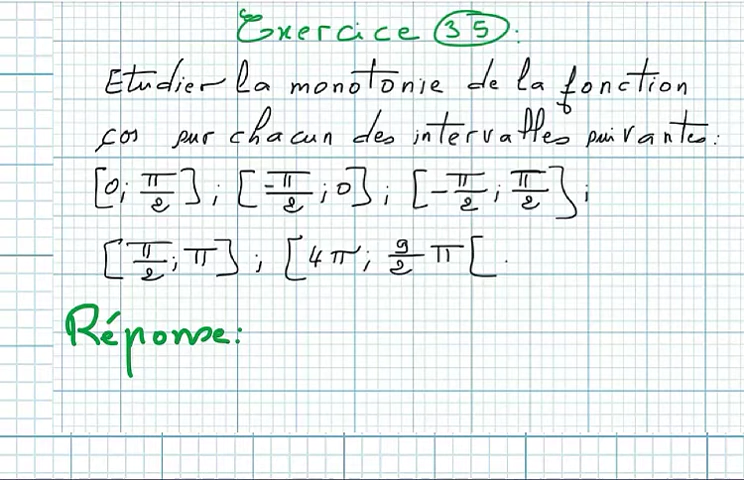 Exercice 35 :
Etudier la monotonie de la fonction
cos sur chacun des intervalles suivantes :
[0; π/2] ; [-π/2 ; 0] ; [-π/2 ; π/2] ;
[π/2 ; π] ; [4π ; 9/2 π [ .
Réponse :